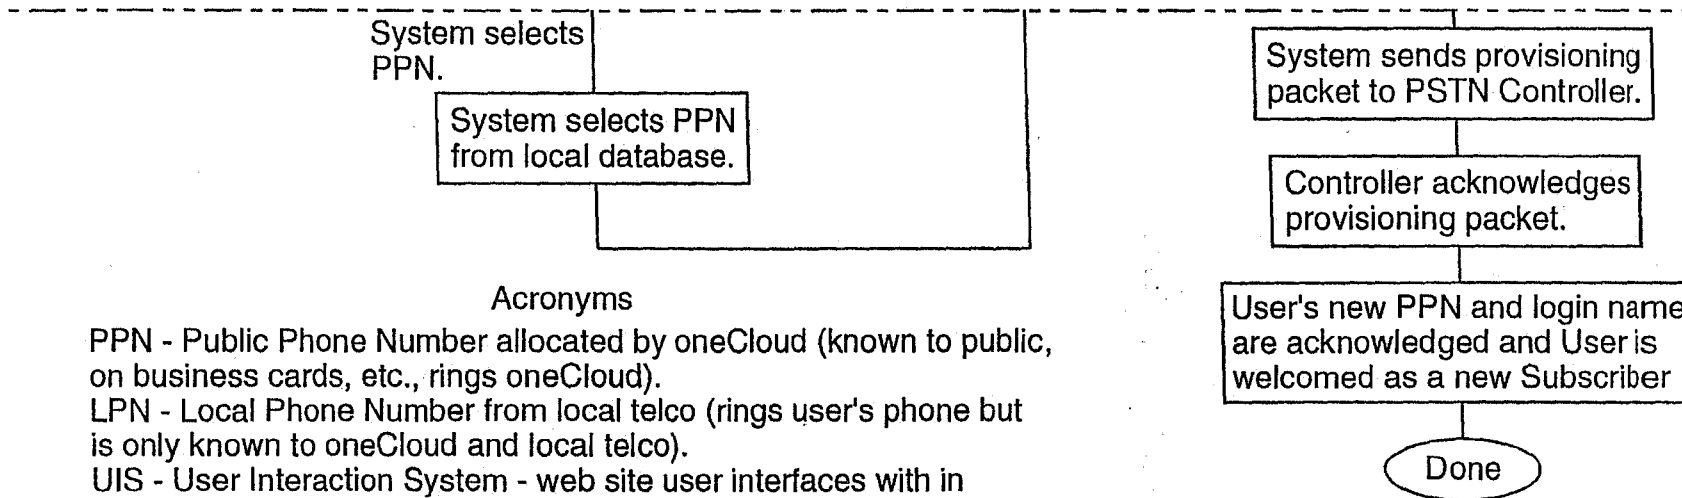 System selects
PPN.
System selects PPN
from local database.
System sends provisioning
packet to PSTN Controller.
Controller acknowledges
provisioning packet.
User's new PPN and login name
are acknowledged and User is
welcomed as a new Subscriber
Done
Acronyms
PPN - Public Phone Number allocated by oneCloud (known to public,
on business cards, etc., rings oneCloud).
LPN - Local Phone Number from local telco (rings user's phone but
is only known to oneCloud and local telco).
UIS - User Interaction System - web site user interfaces with in